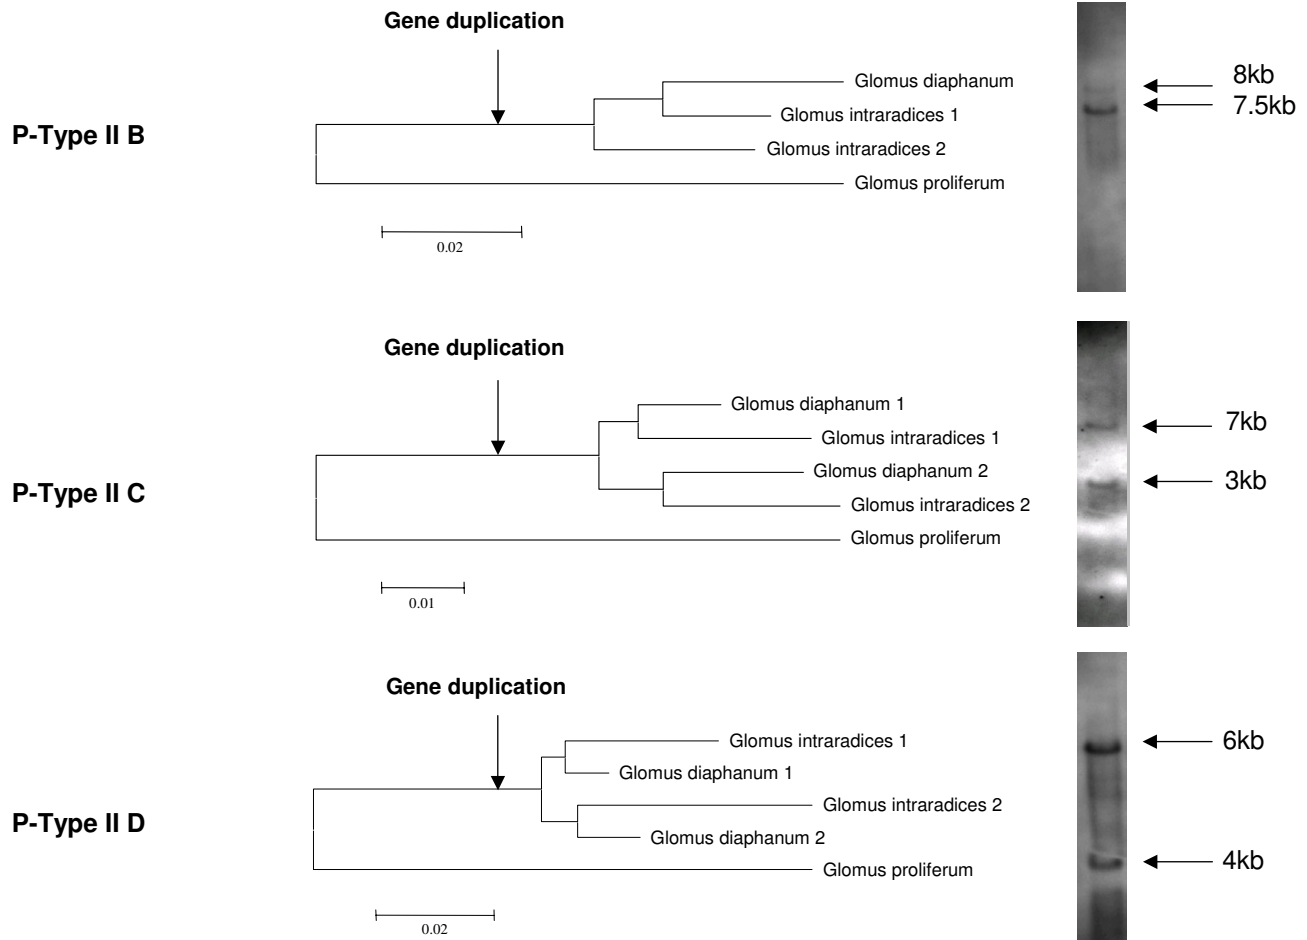 Gene duplication
P-Type II B
Glomus diaphanum
Glomus intraradices 1
Glomus intraradices 2
Glomus proliferum
0.02
8kb
7.5kb
Gene duplication
P-Type II C
Glomus diaphanum 1
Glomus intraradices 1
Glomus diaphanum 2
Glomus intraradices 2
Glomus proliferum
0.01
7kb
3kb
Gene duplication
P-Type II D
Glomus intraradices 1
Glomus diaphanum 1
Glomus intraradices 2
Glomus diaphanum 2
Glomus proliferum
0.02
6kb
4kb